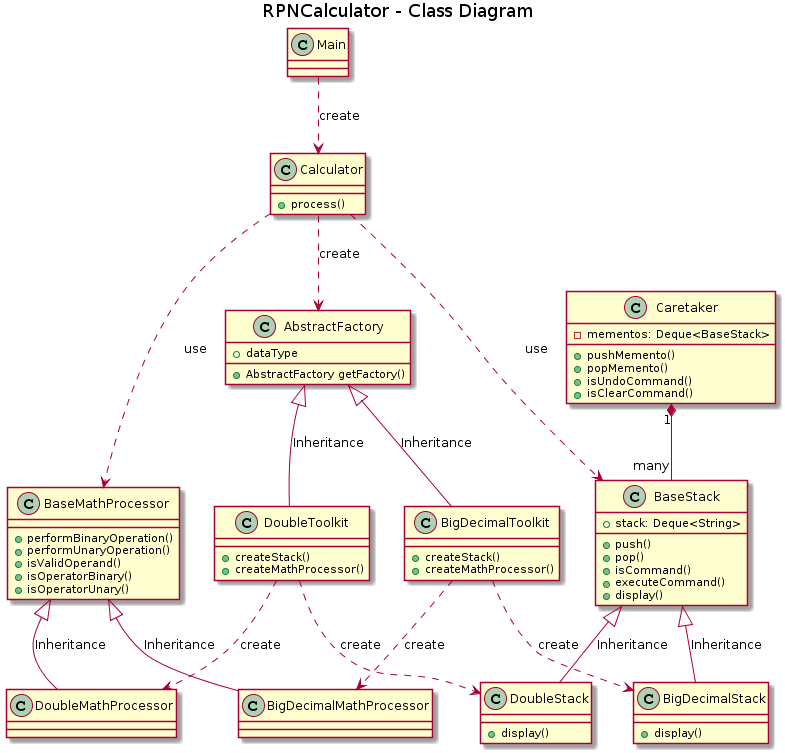 RPNCalculator - Class Diagram
C Main
create
C Calculator
process()
create
use
use
C AbstractFactory
dataType
AbstractFactory getFactory()
C Caretaker
mementos: Deque<BaseStack>
pushMemento()
popMemento()
isUndoCommand()
isClearCommand()
1
many
Inheritance
Inheritance
C BaseMathProcessor
performBinaryOperation()
performUnaryOperation()
isValidOperand()
isOperatorBinary()
isOperatorUnary()
C DoubleToolkit
createStack()
createMathProcessor()
C BigDecimalToolkit
createStack()
createMathProcessor()
C BaseStack
stack: Deque<String>
push()
pop()
isCommand()
executeCommand()
display()
Inheritance
Inheritance
create
create
create
create
Inheritance
Inheritance
C DoubleMathProcessor
C BigDecimalMathProcessor
C DoubleStack
display()
C BigDecimalStack
display()